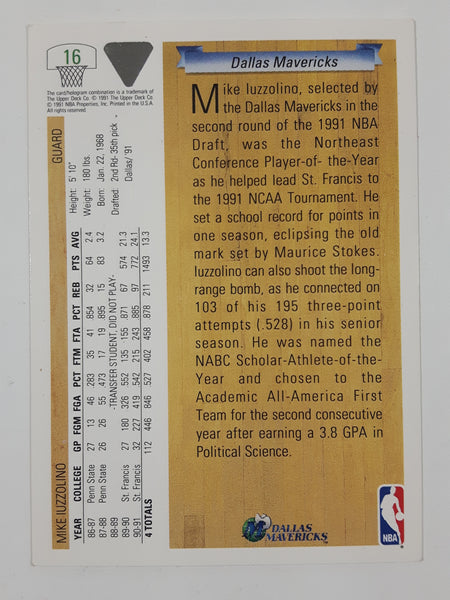 16
The card/hologram combination is a trademark of
The Upper Deck Co. © 1991 The Upper Deck Co.
© 1991 NBA Properties, Inc. Printed in the U.S.A.
All rights reserved.
MIKE IUZZOLINO GUARD
Height: 5' 10"
Weight: 180 lbs.
Born: Jan. 22, 1968
Drafted: 2nd Rd-35th pick
Dallas/ 91
YEAR COLLEGE GP FGM FGA PCT FTM FTA PCT REB PTS AVG
86-87 Penn State 27 13 46 283 35 41 854 32 64 2.4
87-88 Penn State 26 26 55 473 17 19 895 15 83 3.2
88-89 -TRANSFER STUDENT, DID NOT PLAY-
89-90 St. Francis 27 180 326 552 135 155 871 67 574 21.3
90-91 St. Francis 32 227 419 542 215 243 885 97 772 24.1
4 TOTALS 112 446 846 527 402 458 878 211 1493 13.3
Dallas Mavericks
Mike Iuzzolino, selected by
the Dallas Mavericks in the
second round of the 1991 NBA
Draft, was the Northeast
Conference Player-of- the-Year
as he helped lead St. Francis to
the 1991 NCAA Tournament. He
set a school record for points in
one season, eclipsing the old
mark set by Maurice Stokes.
Iuzzolino can also shoot the long-
range bomb, as he connected on
103 of his 195 three-point
attempts (.528) in his senior
season. He was named the
NABC Scholar-Athlete-of-the-
Year and chosen to the
Academic All-America First
Team for the second consecutive
year after earning a 3.8 GPA in
Political Science.
DALLAS
MAVERICKS
NBA